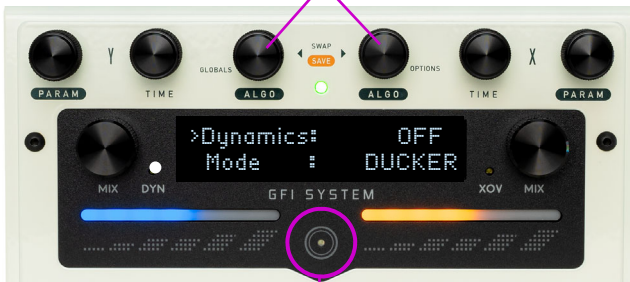 SWAP
SAVE
GLOBALS
OPTIONS
Y
X
PARAM
TIME
ALGO
ALGO
TIME
PARAM
>Dynamics: OFF
Mode : DUCKER
MIX
DYN
XOV
MIX
GFI SYSTEM